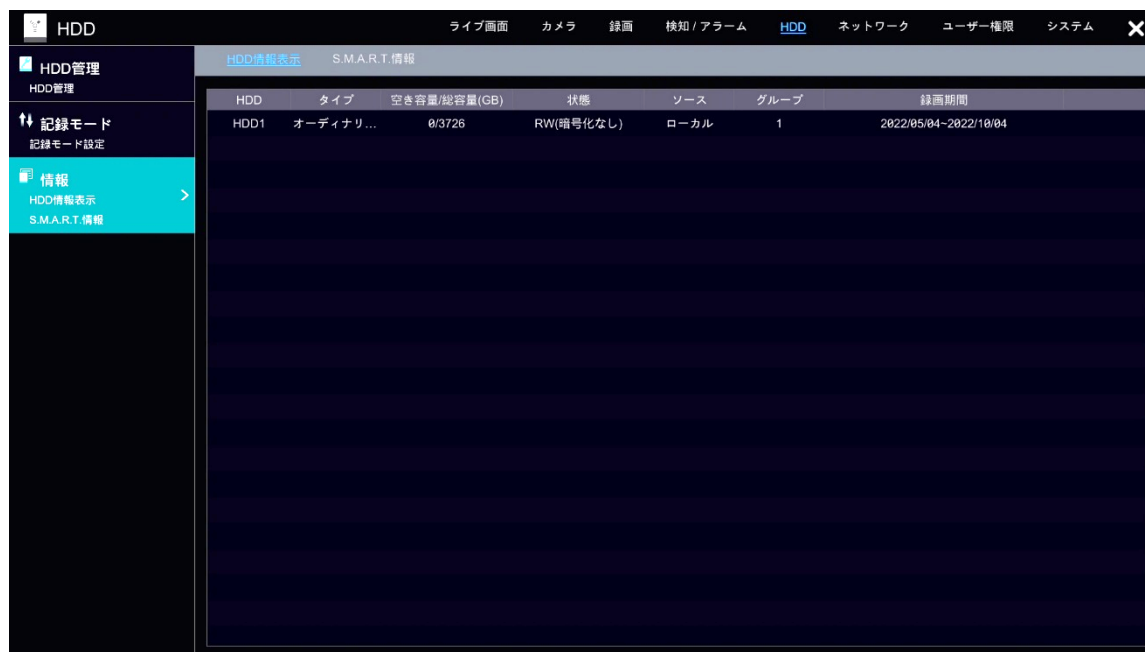 HDD ライブ画面 カメラ 録画 検知 / アラーム HDD ネットワーク ユーザー権限 システム
HDD管理
HDD管理
記録モード
記録モード設定
情報
HDD情報表示
S.M.A.R.T.情報
HDD情報表示 S.M.A.R.T.情報
HDD タイプ 空き容量/総容量(GB) 状態 ソース グループ 録画期間
HDD1 オーディナリ... 0/3726 RW(暗号化なし) ローカル 1 2022/05/04~2022/10/04